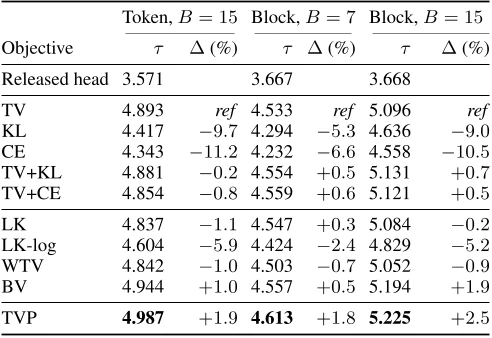 Token, B = 15 Block, B = 7 Block, B = 15
Objective τ Δ (%) τ Δ (%) τ Δ (%)
Released head 3.571 3.667 3.668
TV 4.893 ref 4.533 ref 5.096 ref
KL 4.417 −9.7 4.294 −5.3 4.636 −9.0
CE 4.343 −11.2 4.232 −6.6 4.558 −10.5
TV+KL 4.881 −0.2 4.554 +0.5 5.131 +0.7
TV+CE 4.854 −0.8 4.559 +0.6 5.121 +0.5
LK 4.837 −1.1 4.547 +0.3 5.084 −0.2
LK-log 4.604 −5.9 4.424 −2.4 4.829 −5.2
WTV 4.842 −1.0 4.503 −0.7 5.052 −0.9
BV 4.944 +1.0 4.557 +0.5 5.194 +1.9
TVP 4.987 +1.9 4.613 +1.8 5.225 +2.5